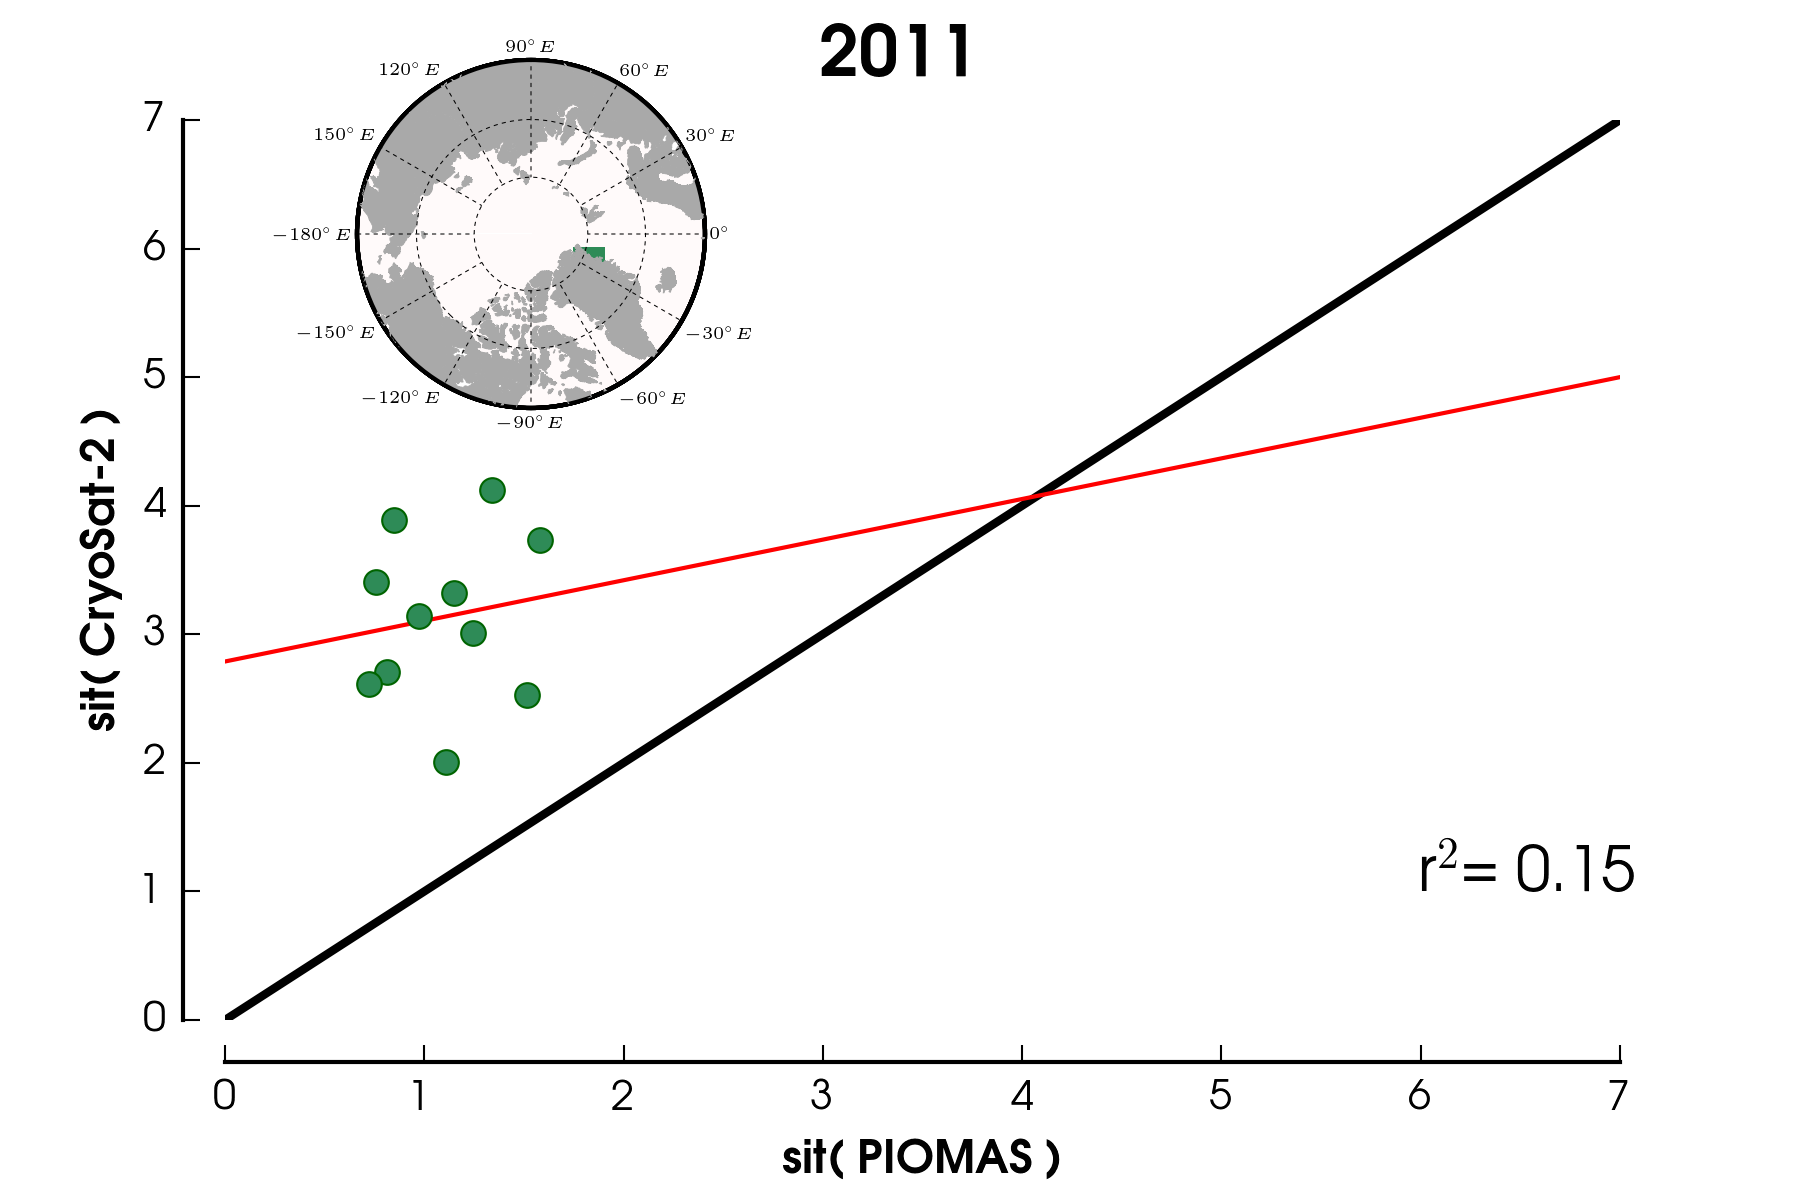 2011
90° E
120° E
60° E
150° E
30° E
−180° E
0°
−150° E
−30° E
−120° E
−60° E
−90° E
7
6
5
4
3
2
1
0
sit( CryoSat-2 )
r²= 0.15
0 1 2 3 4 5 6 7
sit( PIOMAS )